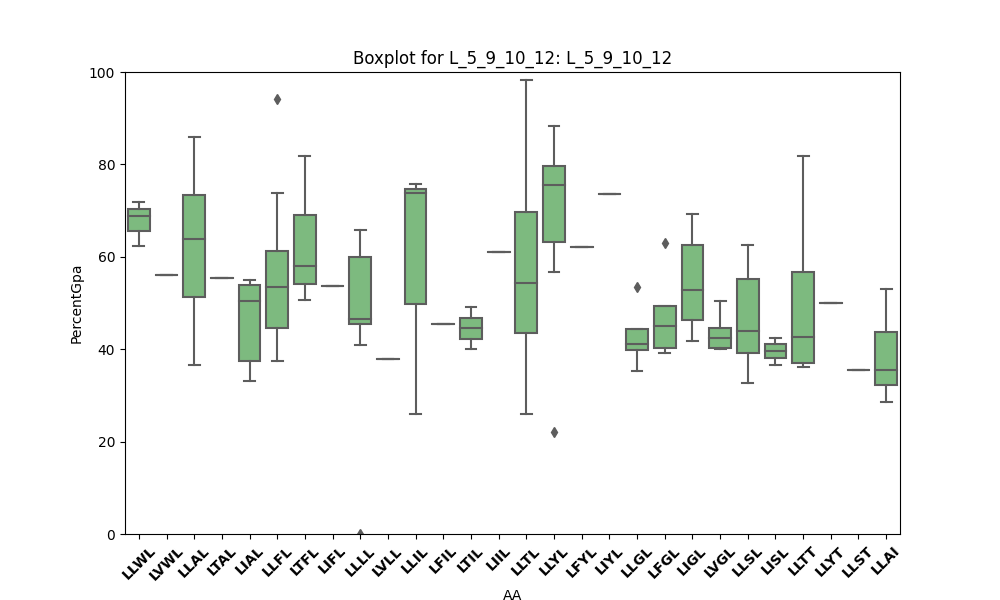 Boxplot for L_5_9_10_12: L_5_9_10_12
100
80
60
40
20
0
PercentGpa
LLWL LVWL LLAL LTAL LIAL LLFL LTFL LIFL LLLL LVLL LLIL LFIL LTIL LIIL LLTL LLYL LFYL LIYL LLGL LFGL LIGL LVGL LLSL LISL LLTT LLYT LLST LLAI
AA